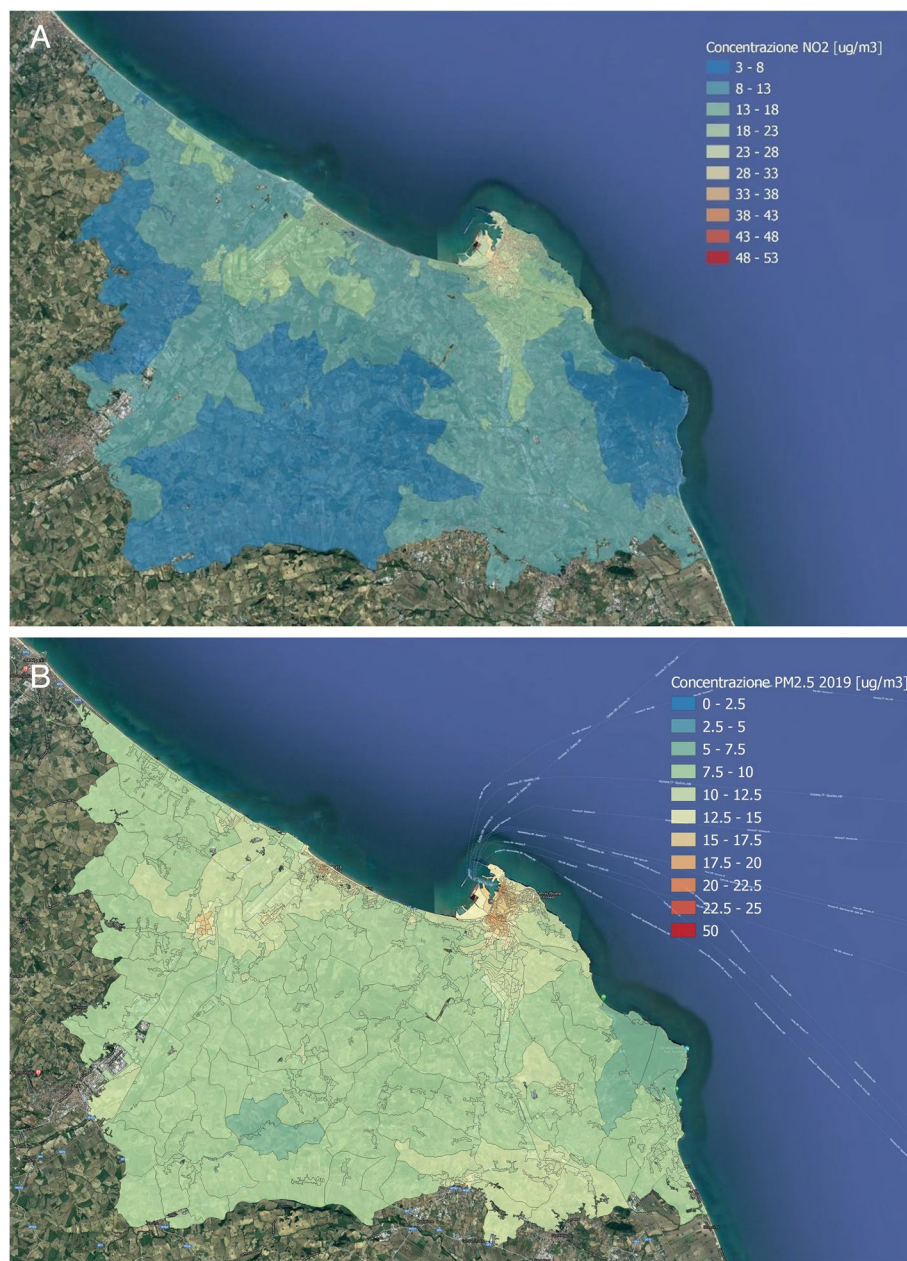 A
Concentrazione NO2 [ug/m3]
3 - 8
8 - 13
13 - 18
18 - 23
23 - 28
28 - 33
33 - 38
38 - 43
43 - 48
48 - 53
B
Concentrazione PM2.5 2019 [ug/m3]
0 - 2.5
2.5 - 5
5 - 7.5
7.5 - 10
10 - 12.5
12.5 - 15
15 - 17.5
17.5 - 20
20 - 22.5
22.5 - 25
50